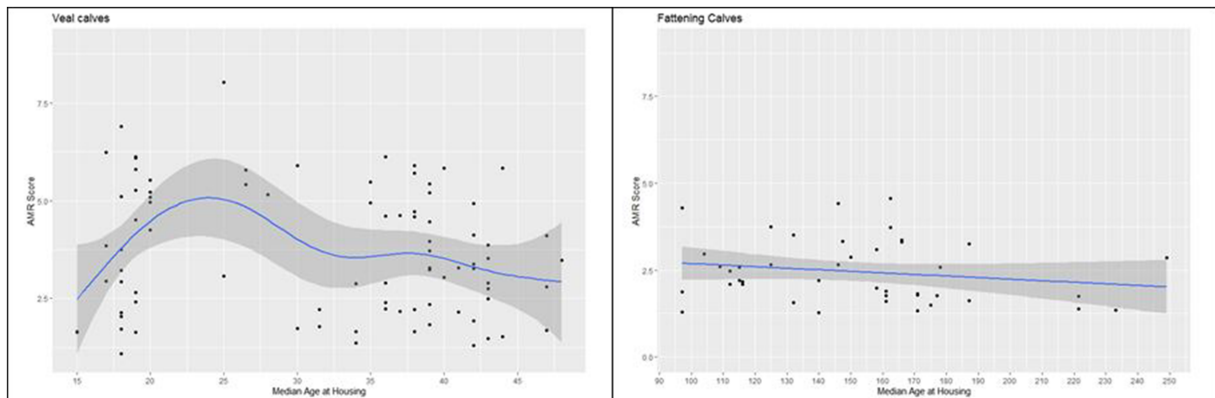 Veal calves
AMR Score
7.5
5.0
2.5
15 20 25 30 35 40 45
Median Age at Housing
Fattening Calves
AMR Score
7.5
5.0
2.5
0.0
90 100 110 120 130 140 150 160 170 180 190 200 210 220 230 240 250
Median Age at Housing